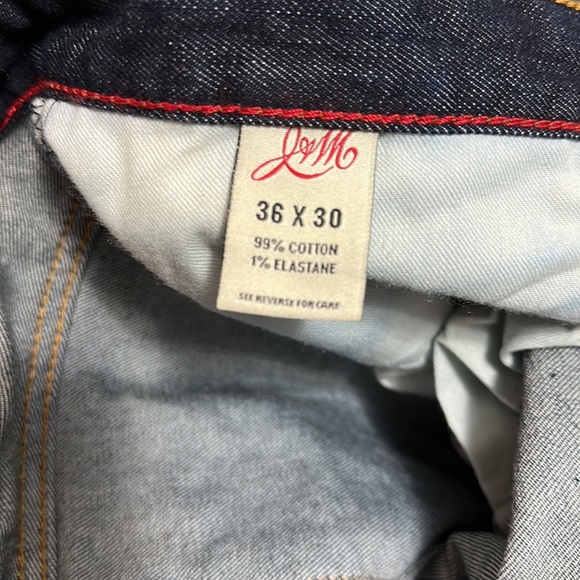 J&M
36 X 30
99% COTTON
1% ELASTANE
SEE REVERSE FOR CARE